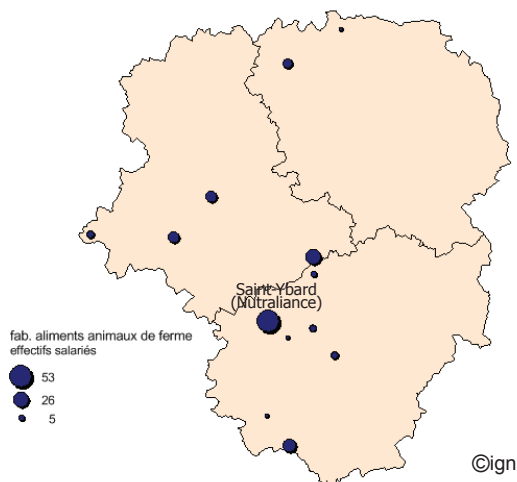 Saint-Ybard
(Nutraliance)
fab. aliments animaux de ferme
effectifs salariés
53
26
5
©ign